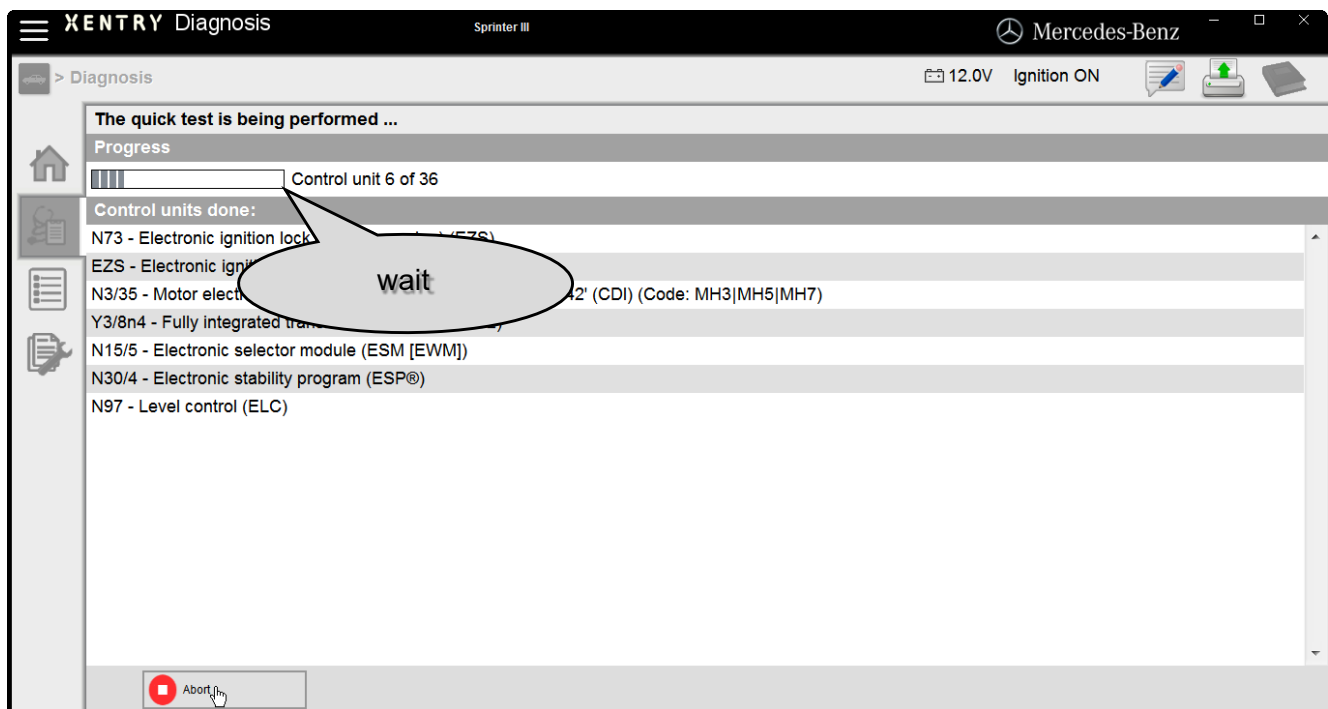 XENTRY Diagnosis
Sprinter III
Mercedes-Benz
> Diagnosis
12.0V Ignition ON
The quick test is being performed ...
Progress
Control unit 6 of 36
Control units done:
N73 - Electronic ignition lock (EZS)
EZS - Electronic
wait
N3/35 - Motor 42' (CDI) (Code: MH3|MH5|MH7)
Y3/8n4 - Fully integrated
N15/5 - Electronic selector module (ESM [EWM])
N30/4 - Electronic stability program (ESP®)
N97 - Level control (ELC)
Abort